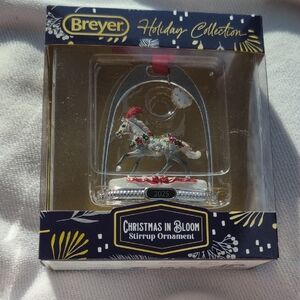 Breyer
Holiday Collection
2025
Christmas in Bloom
Stirrup Ornament